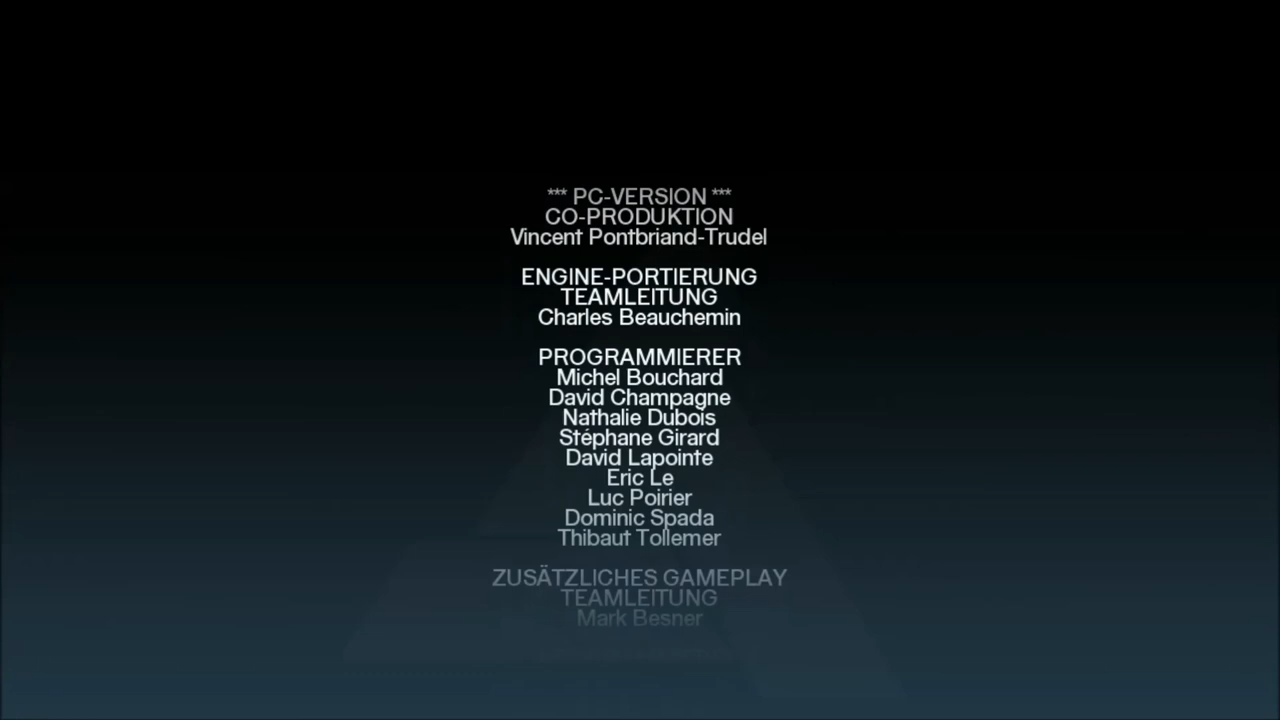 *** PC-VERSION ***
CO-PRODUKTION
Vincent Pontbriand-Trudel
ENGINE-PORTIERUNG
TEAMLEITUNG
Charles Beauchemin
PROGRAMMIERER
Michel Bouchard
David Champagne
Nathalie Dubois
Stéphane Girard
David Lapointe
Eric Le
Luc Poirier
Dominic Spada
Thibaut Tollemer
ZUSÄTZLICHES GAMEPLAY
TEAMLEITUNG
Mark Besner